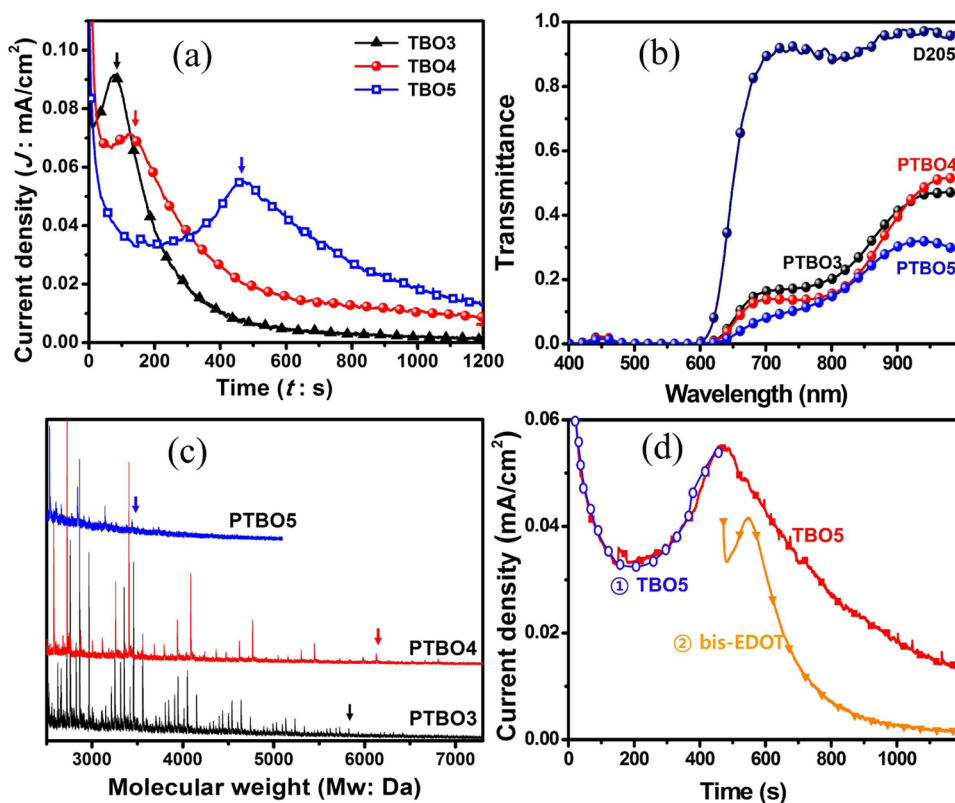 (a)
TBO3
TBO4
TBO5
Current density (J : mA/cm²)
0.10
0.08
0.06
0.04
0.02
0.00
0 200 400 600 800 1000 1200
Time (t : s)
(b)
D205
PTBO4
PTBO3
PTBO5
Transmittance
1.0
0.8
0.6
0.4
0.2
0.0
400 500 600 700 800 900
Wavelength (nm)
(c)
PTBO5
PTBO4
PTBO3
3000 4000 5000 6000 7000
Molecular weight (Mw: Da)
(d)
TBO5
① TBO5
② bis-EDOT
Current density (mA/cm²)
0.06
0.04
0.02
0.00
0 200 400 600 800 1000
Time (s)